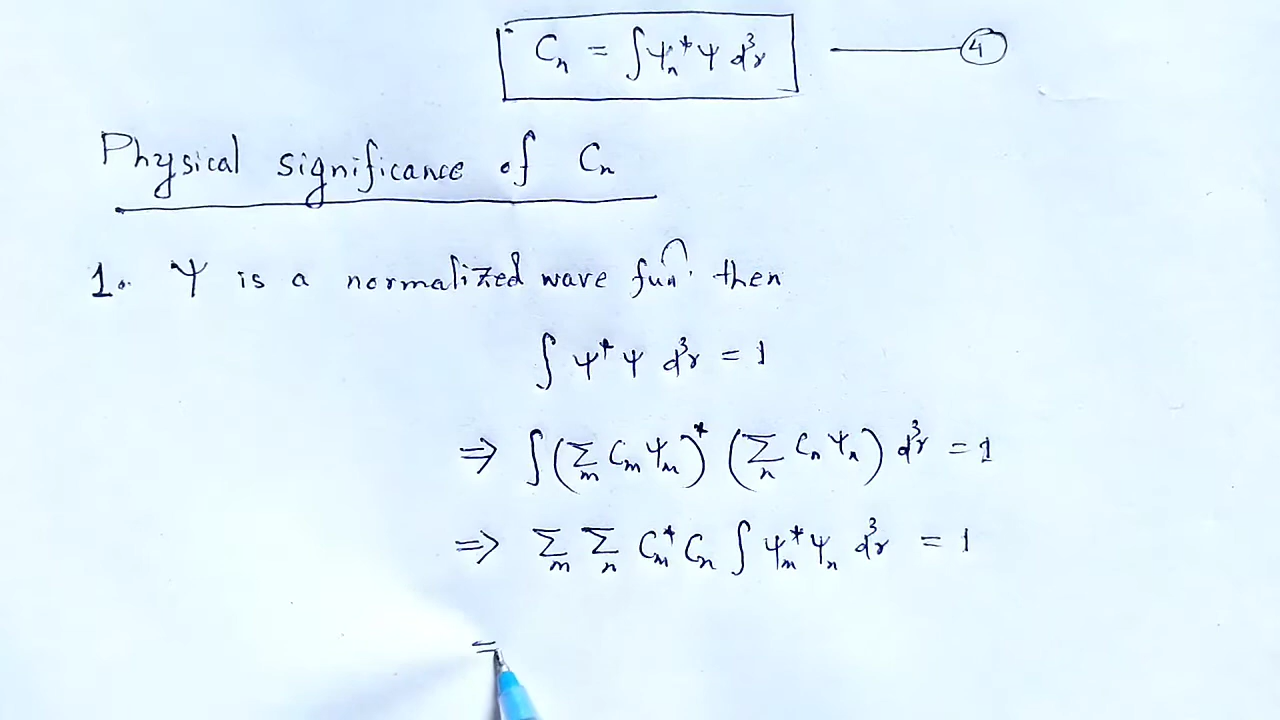 Cₙ = ∫ψₙ*ψ d³r ——— ④
Physical significance of Cₙ
1. Ψ is a normalized wave funⁿ. then
∫ ψ*ψ d³r = 1
⇒ ∫(∑ₘ Cₘψₘ)* (∑ₙ Cₙψₙ) d³r = 1
⇒ ∑ₘ ∑ₙ Cₘ*Cₙ ∫ψₘ*ψₙ d³r = 1
=